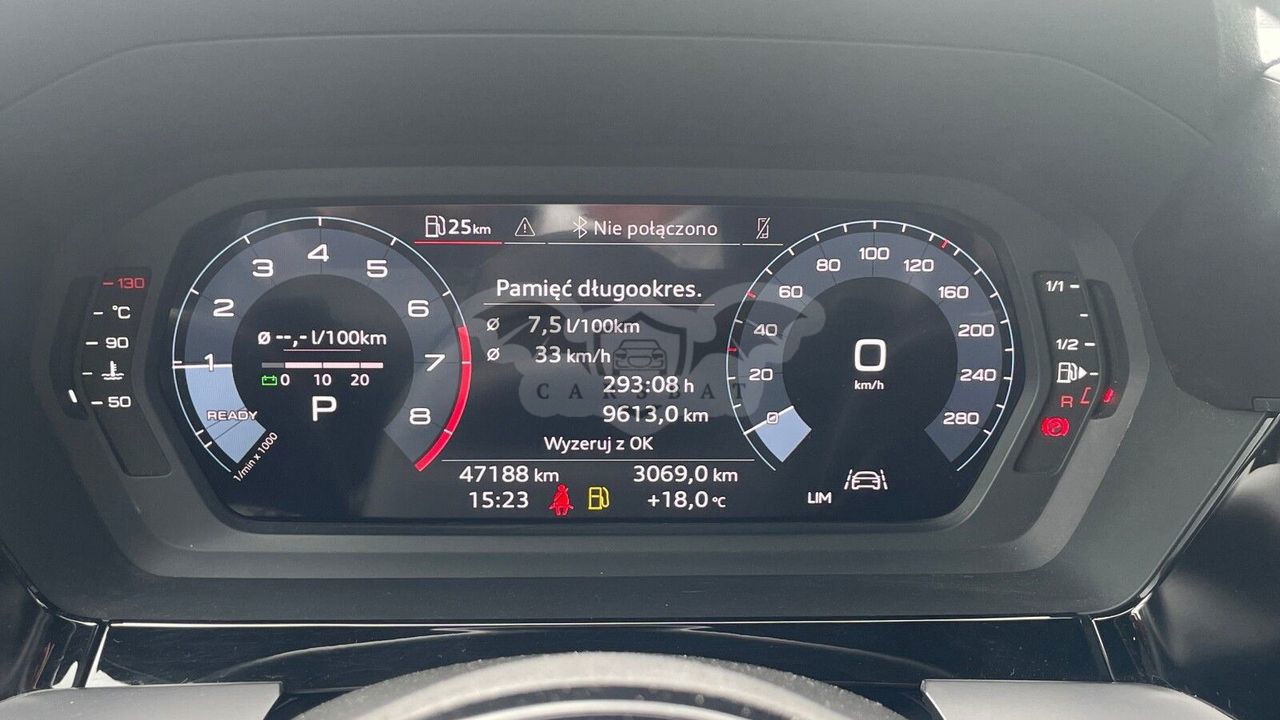 25 km
Nie połączono
Pamięć długookres.
ø 7,5 l/100km
ø 33 km/h
293:08 h
9613,0 km
Wyzeruj z OK
47188 km 3069,0 km
15:23 +18,0 °C
130
°C
90
50
1
2
3
4
5
6
7
8
READY
1/min x 1000
ø --,- l/100km
0 10 20
P
0
20
40
60
80
100
120
160
200
240
280
0
km/h
LIM
1/1
1/2
R
CARSBAT